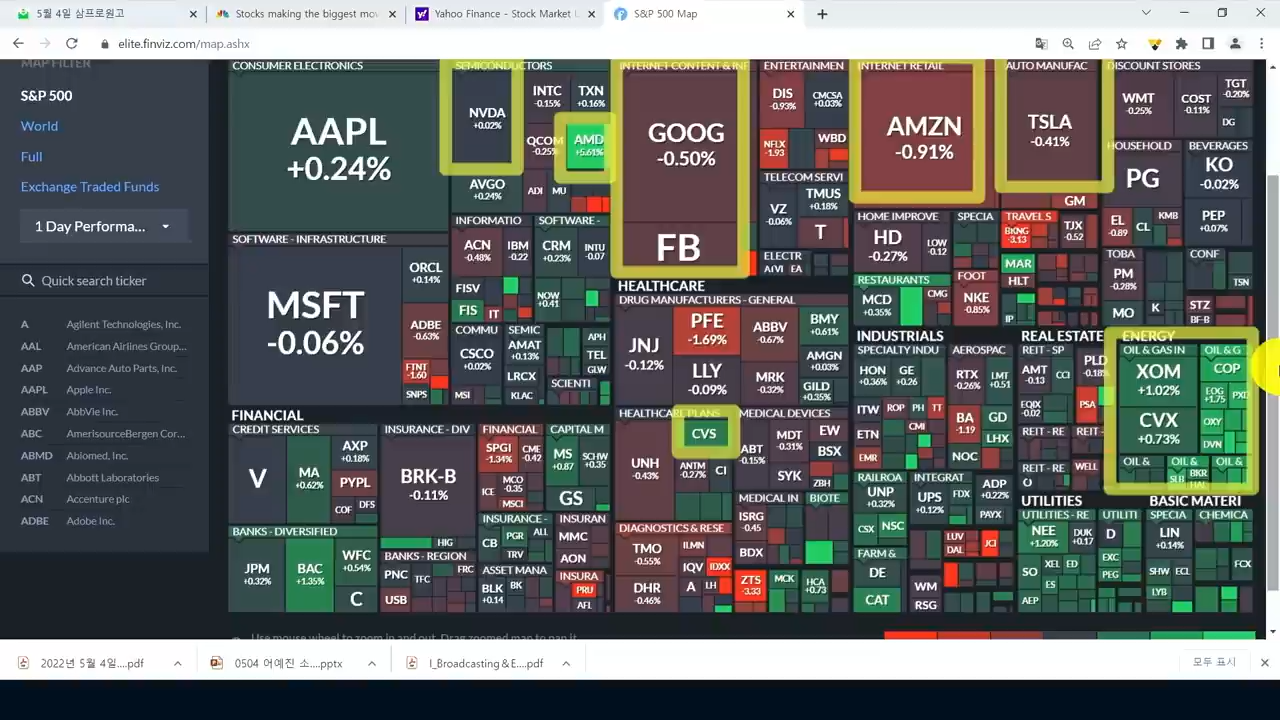 5월 4일 삼프로원고
Stocks making the biggest mov
Yahoo Finance - Stock Market L
S&P 500 Map
elite.finviz.com/map.ashx
MAP FILTER
S&P 500
World
Full
Exchange Traded Funds
1 Day Performa...
Quick search ticker
A Agilent Technologies, Inc.
AAL American Airlines Group...
AAP Advance Auto Parts, Inc.
AAPL Apple Inc.
ABBV AbbVie Inc.
ABC AmerisourceBergen Cor...
ABMD Abiomed, Inc.
ABT Abbott Laboratories
ACN Accenture plc
ADBE Adobe Inc.
CONSUMER ELECTRONICS
AAPL
+0.24%
SEMICONDUCTORS
NVDA
+0.02%
INTC
-0.15%
TXN
+0.16%
QCOM
-0.25%
AMD
+5.61%
AVGO
+0.24%
ADI
MU
INTERNET CONTENT & INF
GOOG
-0.50%
FB
ENTERTAINMEN
DIS
-0.93%
CMCSA
+0.03%
NFLX
-1.93
WBD
TELECOM SERVI
VZ
-0.06%
TMUS
+0.18%
T
ELECTR
EA
INTERNET RETAIL
AMZN
-0.91%
AUTO MANUFAC
TSLA
-0.41%
GM
DISCOUNT STORES
WMT
-0.25%
COST
-0.11%
TGT
-0.20%
DG
HOUSEHOLD
PG
EL
-0.89
CL
KMB
BEVERAGES
KO
-0.02%
PEP
+0.07%
SOFTWARE - INFRASTRUCTURE
MSFT
-0.06%
ORCL
+0.14%
ADBE
-0.63%
FTNT
-1.60
SNPS
INFORMATIO
ACN
-0.48%
IBM
-0.22
FISV
FIS
IT
SOFTWARE -
CRM
+0.23%
INTU
-0.07
NOW
+0.41
COMMU
CSCO
+0.02%
MSI
SEMIC
AMAT
+0.13%
LRCX
KLAC
APH
TEL
GLW
SCIENTI
HOME IMPROVE
HD
-0.27%
LOW
-0.12
SPECIA
TRAVEL S
BKNG
-3.13
MAR
HLT
TJX
-0.52
RESTAURANTS
MCD
+0.35%
CMG
FOOT
NKE
-0.85%
TOBA
PM
-0.28%
MO
CONF
K
TSN
STZ
BF-B
HEALTHCARE
DRUG MANUFACTURERS - GENERAL
JNJ
-0.12%
PFE
-1.69%
ABBV
-0.67%
BMY
+0.61%
LLY
-0.09%
MRK
-0.32%
AMGN
-0.03%
GILD
+0.35%
HEALTHCARE PLANS
UNH
-0.43%
CVS
ANTM
-0.27%
CI
MEDICAL DEVICES
ABT
-0.15%
MDT
-0.31%
EW
BSX
SYK
ZBH
DIAGNOSTICS & RESE
TMO
-0.55%
DHR
-0.46%
ILMN
IQV
IDXX
A
LH
MEDICAL IN
ISRG
-0.45
BDX
BIOTE
ZTS
-3.33
MCK
HCA
+0.73
FINANCIAL
CREDIT SERVICES
V
MA
+0.62%
AXP
+0.18%
PYPL
COF
DFS
INSURANCE - DIV
BRK-B
-0.11%
FINANCIAL
SPGI
-1.34%
CME
-0.42
ICE
MCO
-0.35
MSCI
CAPITAL M
MS
+0.87
SCHW
+0.35
GS
BANKS - DIVERSIFIED
JPM
+0.32%
BAC
+1.35%
WFC
+0.54%
C
HIG
BANKS - REGION
PNC
TFC
FRC
USB
INSURANCE -
CB
PGR
ALL
TRV
INSURAN
MMC
AON
ASSET MANA
BLK
+0.14
BK
INSURA
PRU
AFL
INDUSTRIALS
SPECIALTY INDU
HON
+0.36%
GE
+0.26
ITW
ROP
PH
TT
ETN
CMI
EMR
AEROSPAC
RTX
-0.26%
LMT
+0.51
BA
-1.19
GD
LHX
NOC
RAILROA
UNP
+0.32%
CSX
NSC
INTEGRAT
UPS
+0.12%
FDX
ADP
+0.22%
PAYX
LUV
DAL
JCI
FARM &
DE
CAT
WM
RSG
REAL ESTATE
REIT - SP
AMT
-0.13
CCI
EQIX
-0.02
PLD
-0.18%
PSA
REIT - RE
REIT - RE
O
WELL
ENERGY
OIL & GAS IN
XOM
+1.02%
CVX
+0.73%
OIL & G
COP
EOG
+1.75
PXD
OXY
DVN
OIL &
OIL &
SLB
BKR
HAL
OIL &
UTILITIES
UTILITIES - RE
NEE
+1.20%
DUK
+0.17
SO
XEL
ED
ES
AEP
UTILITI
D
EXC
PEG
BASIC MATERI
SPECIA
LIN
+0.14%
SHW
ECL
LYB
CHEMICA
FCX
Use mouse wheel to zoom in and out. Drag zoomed map to pan it
2022년 5월 4일....pdf
0504 어예진 소....pptx
I_Broadcasting & E....pdf
모두 표시